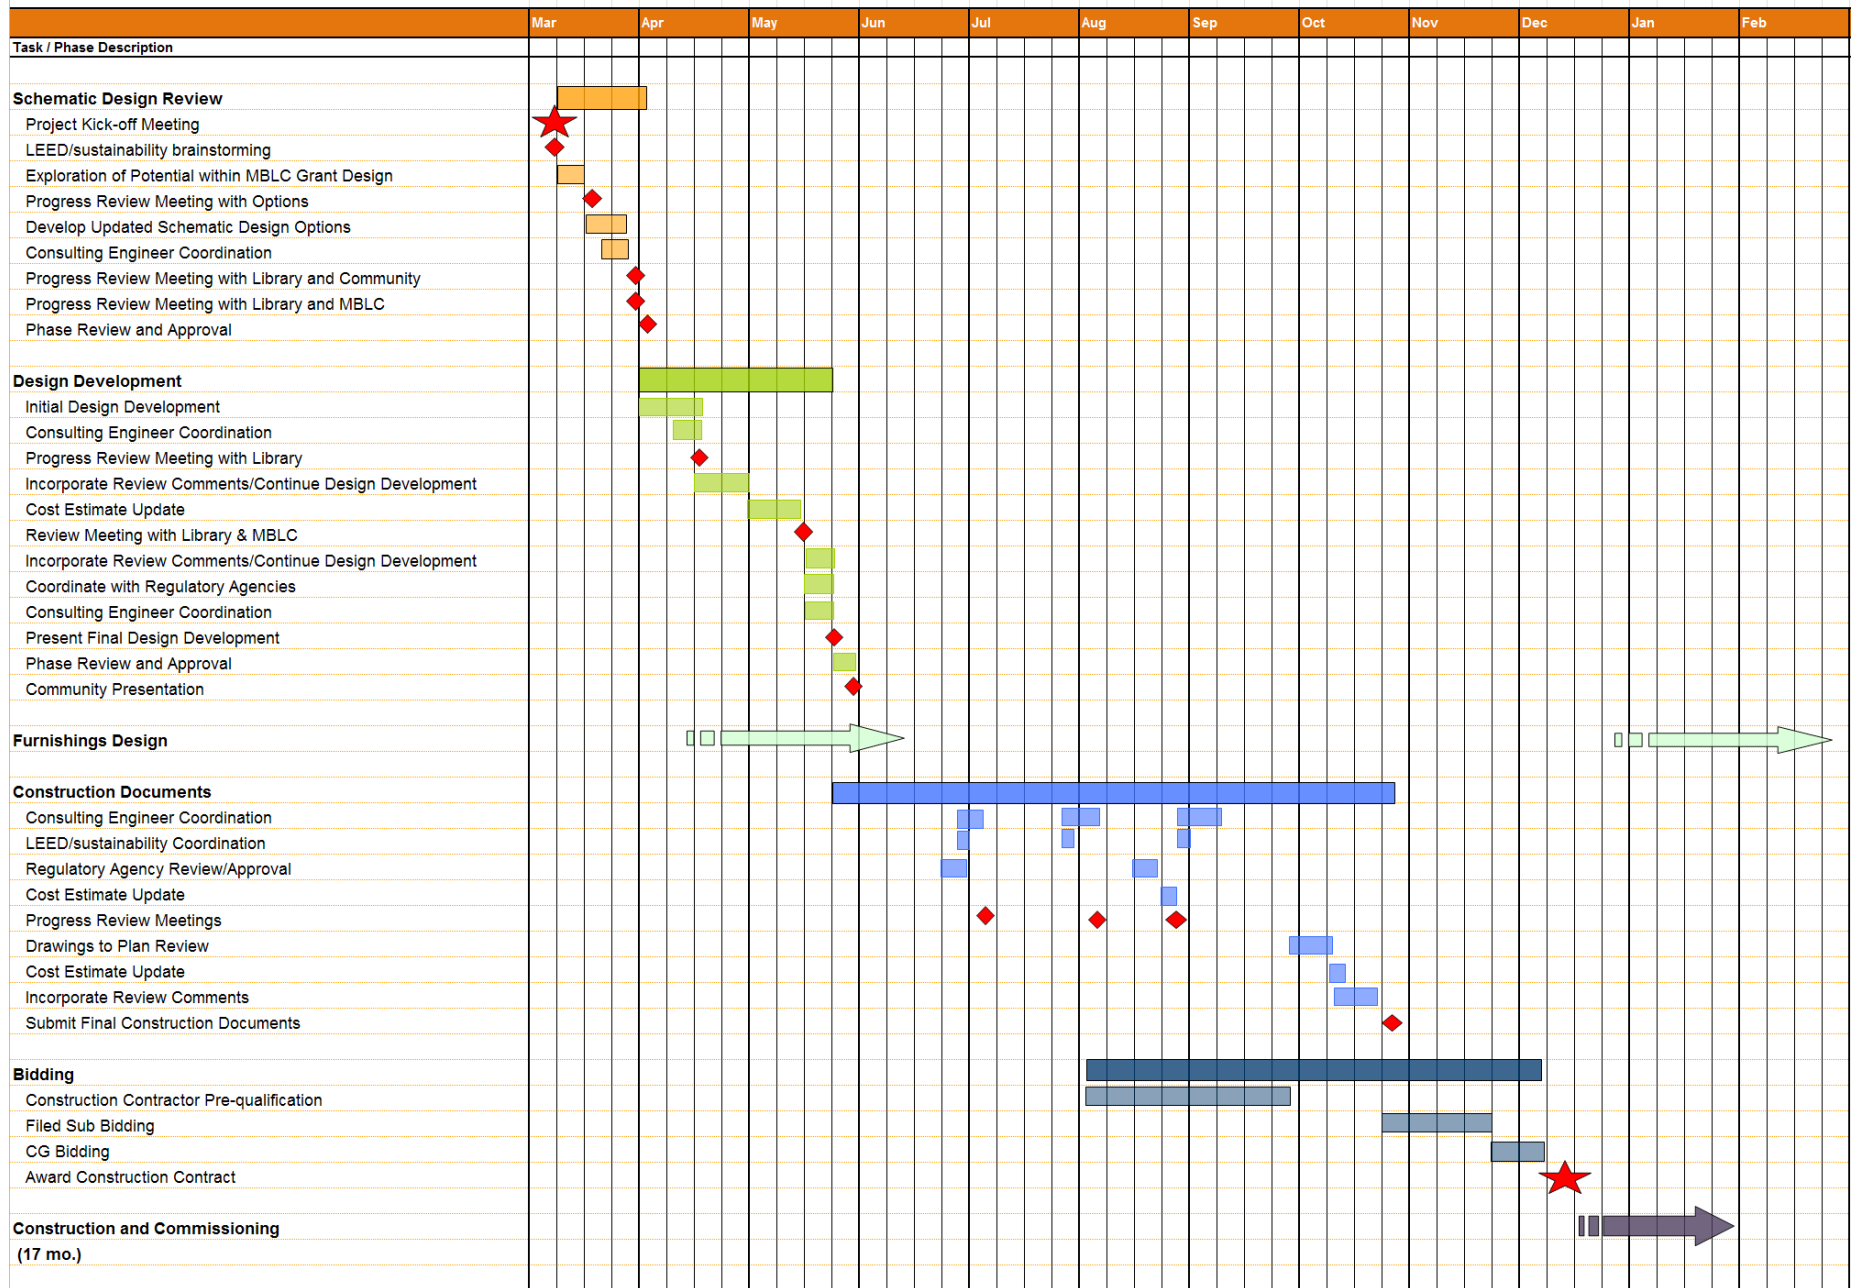 Mar Apr May Jun Jul Aug Sep Oct Nov Dec Jan Feb
Task / Phase Description
Schematic Design Review
Project Kick-off Meeting
LEED/sustainability brainstorming
Exploration of Potential within MBLC Grant Design
Progress Review Meeting with Options
Develop Updated Schematic Design Options
Consulting Engineer Coordination
Progress Review Meeting with Library and Community
Progress Review Meeting with Library and MBLC
Phase Review and Approval
Design Development
Initial Design Development
Consulting Engineer Coordination
Progress Review Meeting with Library
Incorporate Review Comments/Continue Design Development
Cost Estimate Update
Review Meeting with Library & MBLC
Incorporate Review Comments/Continue Design Development
Coordinate with Regulatory Agencies
Consulting Engineer Coordination
Present Final Design Development
Phase Review and Approval
Community Presentation
Furnishings Design
Construction Documents
Consulting Engineer Coordination
LEED/sustainability Coordination
Regulatory Agency Review/Approval
Cost Estimate Update
Progress Review Meetings
Drawings to Plan Review
Cost Estimate Update
Incorporate Review Comments
Submit Final Construction Documents
Bidding
Construction Contractor Pre-qualification
Filed Sub Bidding
CG Bidding
Award Construction Contract
Construction and Commissioning
(17 mo.)